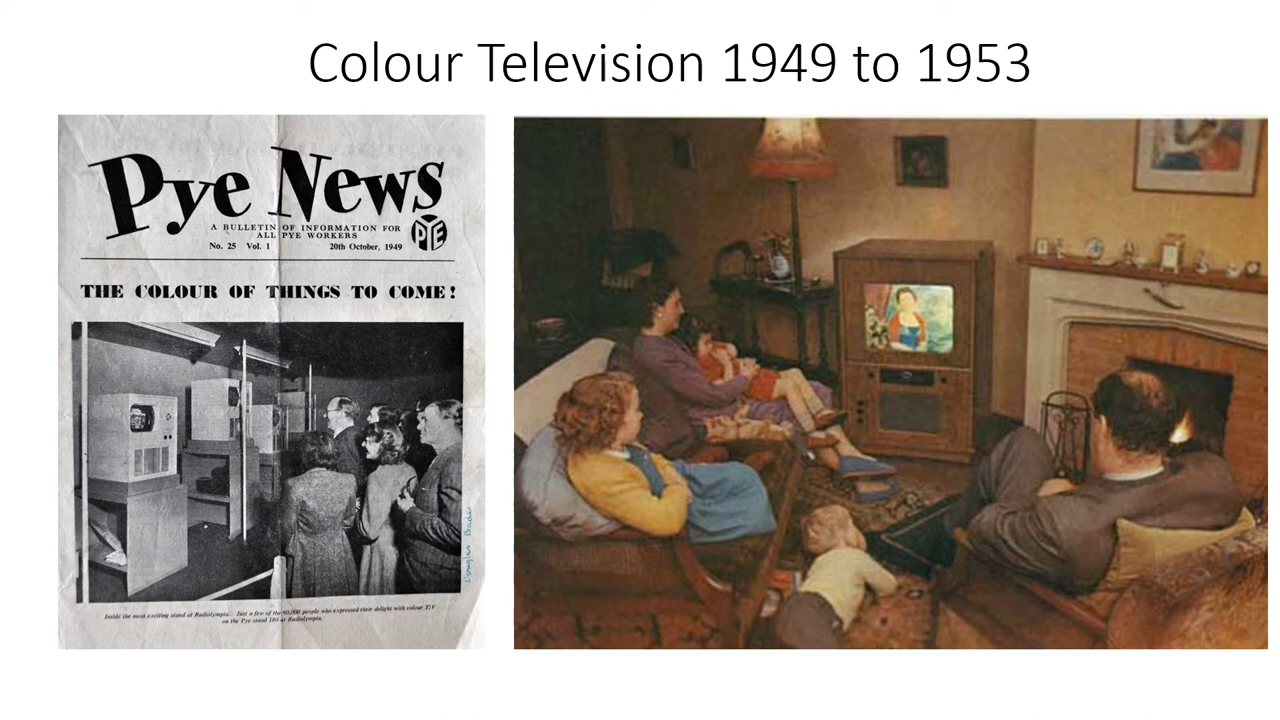 Colour Television 1949 to 1953
Pye News
A BULLETIN OF INFORMATION FOR
ALL PYE WORKERS
No. 25 Vol. 1 20th October, 1949
PYE
THE COLOUR OF THINGS TO COME!
Douglas Bader
Inside the most exciting stand at Radiolympia. Just a few of the 60,000 people who expressed their delight with colour T/V
on the Pye stand 100 at Radiolympia.